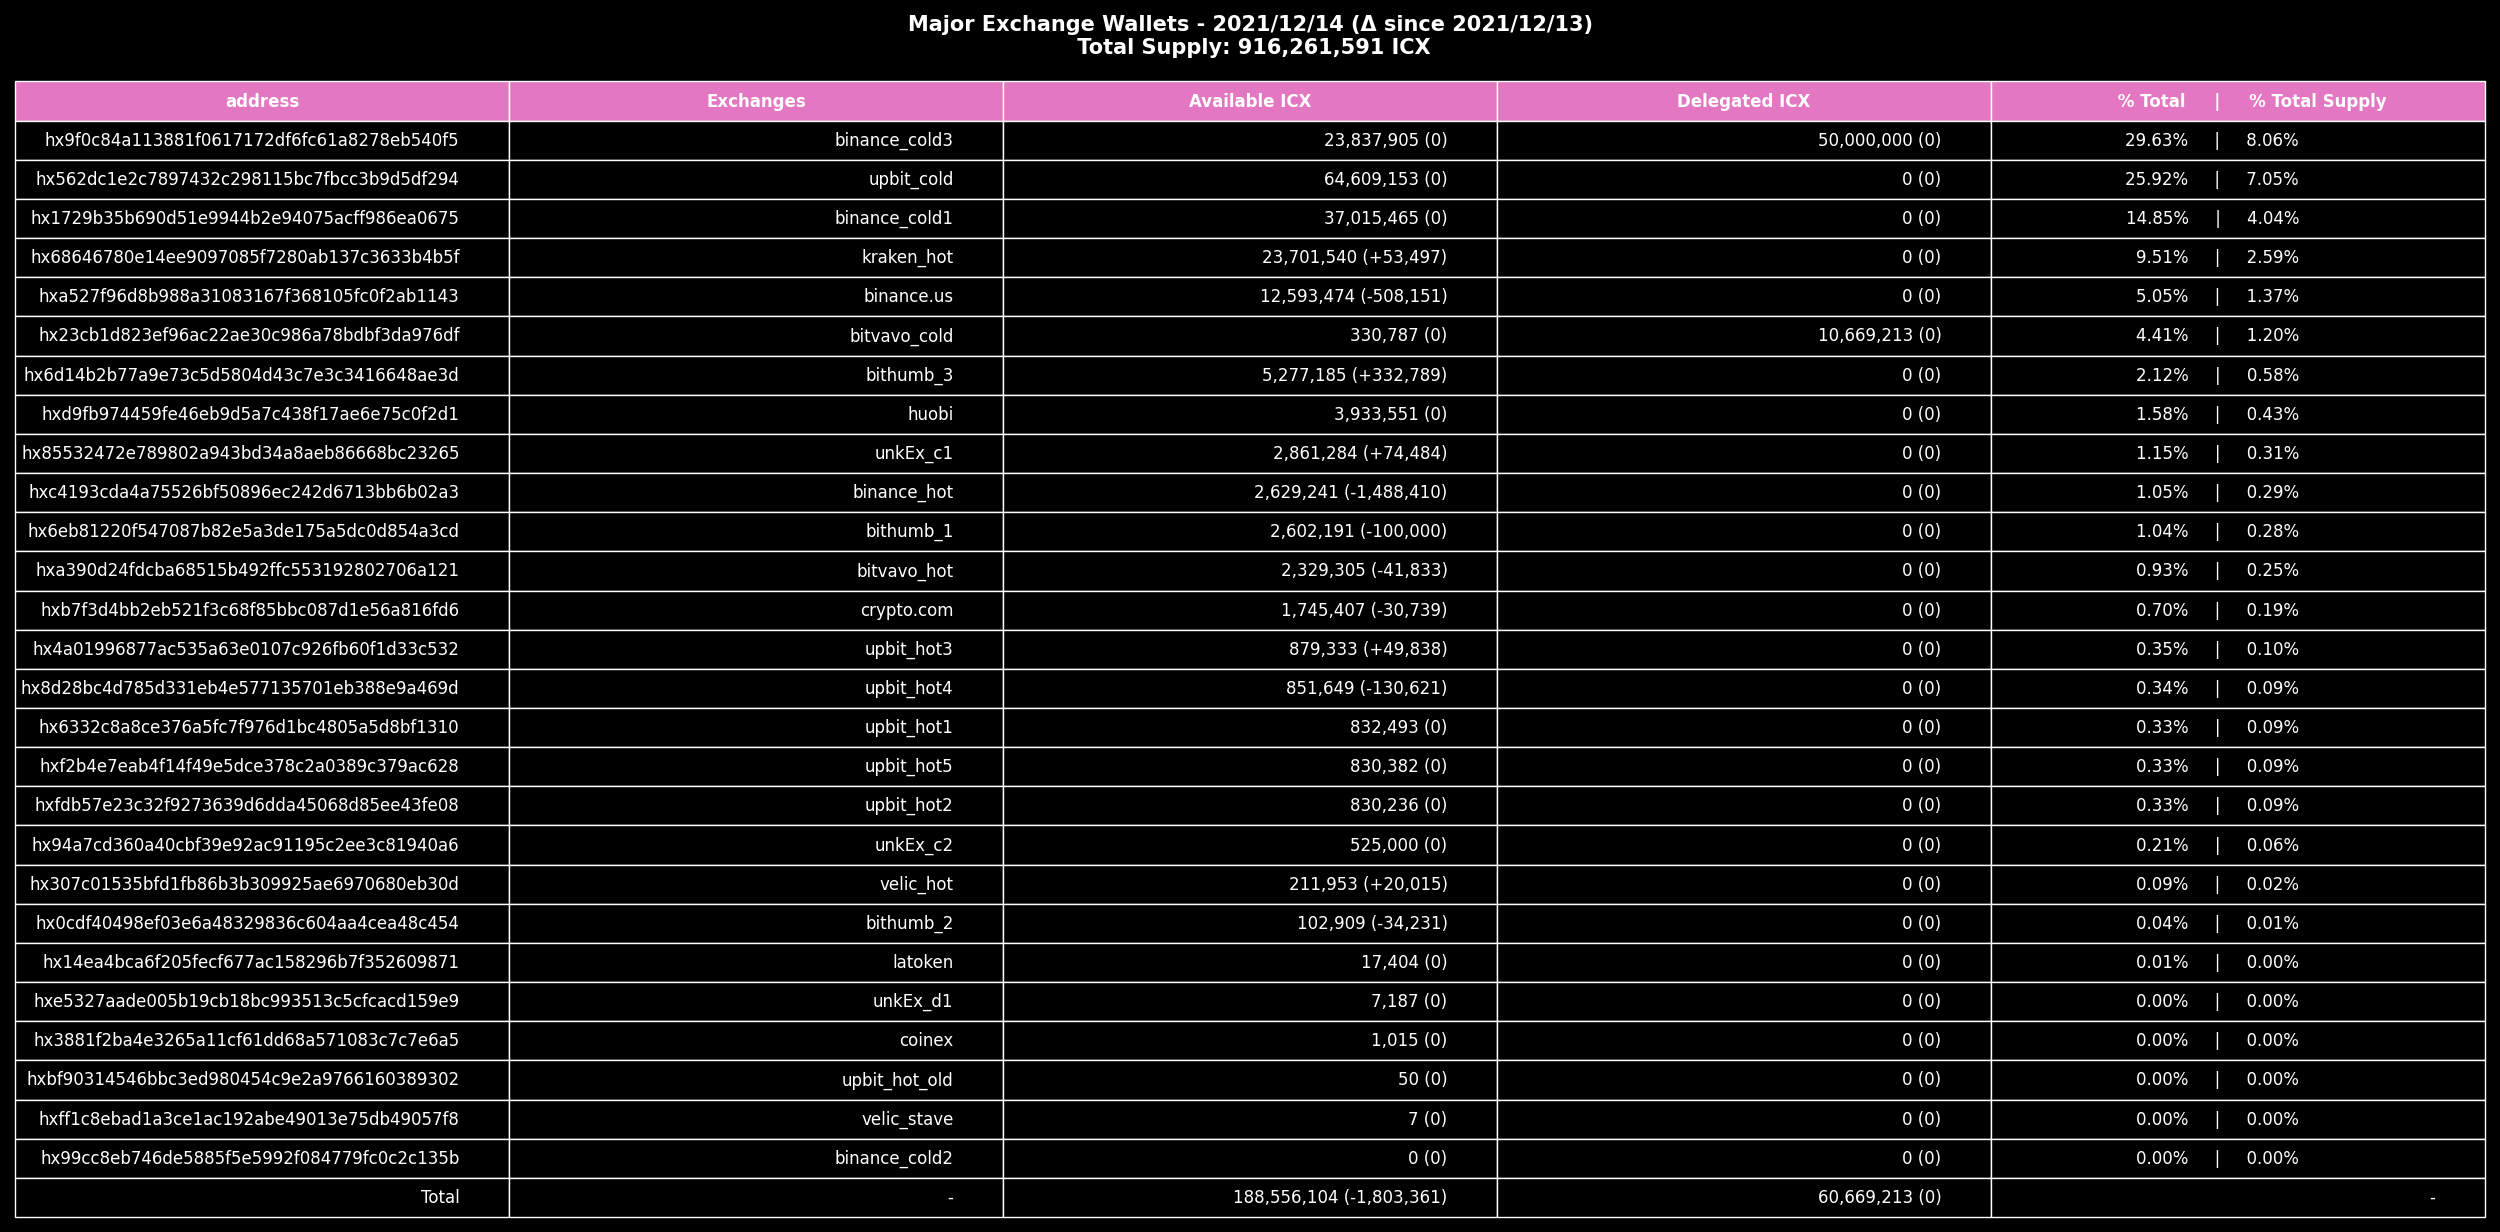 Major Exchange Wallets - 2021/12/14 (Δ since 2021/12/13)
Total Supply: 916,261,591 ICX
address Exchanges Available ICX Delegated ICX % Total | % Total Supply
hx9f0c84a113881f0617172df6fc61a8278eb540f5 binance_cold3 23,837,905 (0) 50,000,000 (0) 29.63% | 8.06%
hx562dc1e2c7897432c298115bc7fbcc3b9d5df294 upbit_cold 64,609,153 (0) 0 (0) 25.92% | 7.05%
hx1729b35b690d51e9944b2e94075acff986ea0675 binance_cold1 37,015,465 (0) 0 (0) 14.85% | 4.04%
hx68646780e14ee9097085f7280ab137c3633b4b5f kraken_hot 23,701,540 (+53,497) 0 (0) 9.51% | 2.59%
hxa527f96d8b988a31083167f368105fc0f2ab1143 binance.us 12,593,474 (-508,151) 0 (0) 5.05% | 1.37%
hx23cb1d823ef96ac22ae30c986a78bdbf3da976df bitvavo_cold 330,787 (0) 10,669,213 (0) 4.41% | 1.20%
hx6d14b2b77a9e73c5d5804d43c7e3c3416648ae3d bithumb_3 5,277,185 (+332,789) 0 (0) 2.12% | 0.58%
hxd9fb974459fe46eb9d5a7c438f17ae6e75c0f2d1 huobi 3,933,551 (0) 0 (0) 1.58% | 0.43%
hx85532472e789802a943bd34a8aeb86668bc23265 unkEx_c1 2,861,284 (+74,484) 0 (0) 1.15% | 0.31%
hxc4193cda4a75526bf50896ec242d6713bb6b02a3 binance_hot 2,629,241 (-1,488,410) 0 (0) 1.05% | 0.29%
hx6eb81220f547087b82e5a3de175a5dc0d854a3cd bithumb_1 2,602,191 (-100,000) 0 (0) 1.04% | 0.28%
hxa390d24fdcba68515b492ffc553192802706a121 bitvavo_hot 2,329,305 (-41,833) 0 (0) 0.93% | 0.25%
hxb7f3d4bb2eb521f3c68f85bbc087d1e56a816fd6 crypto.com 1,745,407 (-30,739) 0 (0) 0.70% | 0.19%
hx4a01996877ac535a63e0107c926fb60f1d33c532 upbit_hot3 879,333 (+49,838) 0 (0) 0.35% | 0.10%
hx8d28bc4d785d331eb4e577135701eb388e9a469d upbit_hot4 851,649 (-130,621) 0 (0) 0.34% | 0.09%
hx6332c8a8ce376a5fc7f976d1bc4805a5d8bf1310 upbit_hot1 832,493 (0) 0 (0) 0.33% | 0.09%
hxf2b4e7eab4f14f49e5dce378c2a0389c379ac628 upbit_hot5 830,382 (0) 0 (0) 0.33% | 0.09%
hxfdb57e23c32f9273639d6dda45068d85ee43fe08 upbit_hot2 830,236 (0) 0 (0) 0.33% | 0.09%
hx94a7cd360a40cbf39e92ac91195c2ee3c81940a6 unkEx_c2 525,000 (0) 0 (0) 0.21% | 0.06%
hx307c01535bfd1fb86b3b309925ae6970680eb30d velic_hot 211,953 (+20,015) 0 (0) 0.09% | 0.02%
hx0cdf40498ef03e6a48329836c604aa4cea48c454 bithumb_2 102,909 (-34,231) 0 (0) 0.04% | 0.01%
hx14ea4bca6f205fecf677ac158296b7f352609871 latoken 17,404 (0) 0 (0) 0.01% | 0.00%
hxe5327aade005b19cb18bc993513c5cfcacd159e9 unkEx_d1 7,187 (0) 0 (0) 0.00% | 0.00%
hx3881f2ba4e3265a11cf61dd68a571083c7c7e6a5 coinex 1,015 (0) 0 (0) 0.00% | 0.00%
hxbf90314546bbc3ed980454c9e2a9766160389302 upbit_hot_old 50 (0) 0 (0) 0.00% | 0.00%
hxff1c8ebad1a3ce1ac192abe49013e75db49057f8 velic_stave 7 (0) 0 (0) 0.00% | 0.00%
hx99cc8eb746de5885f5e5992f084779fc0c2c135b binance_cold2 0 (0) 0 (0) 0.00% | 0.00%
Total - 188,556,104 (-1,803,361) 60,669,213 (0) -